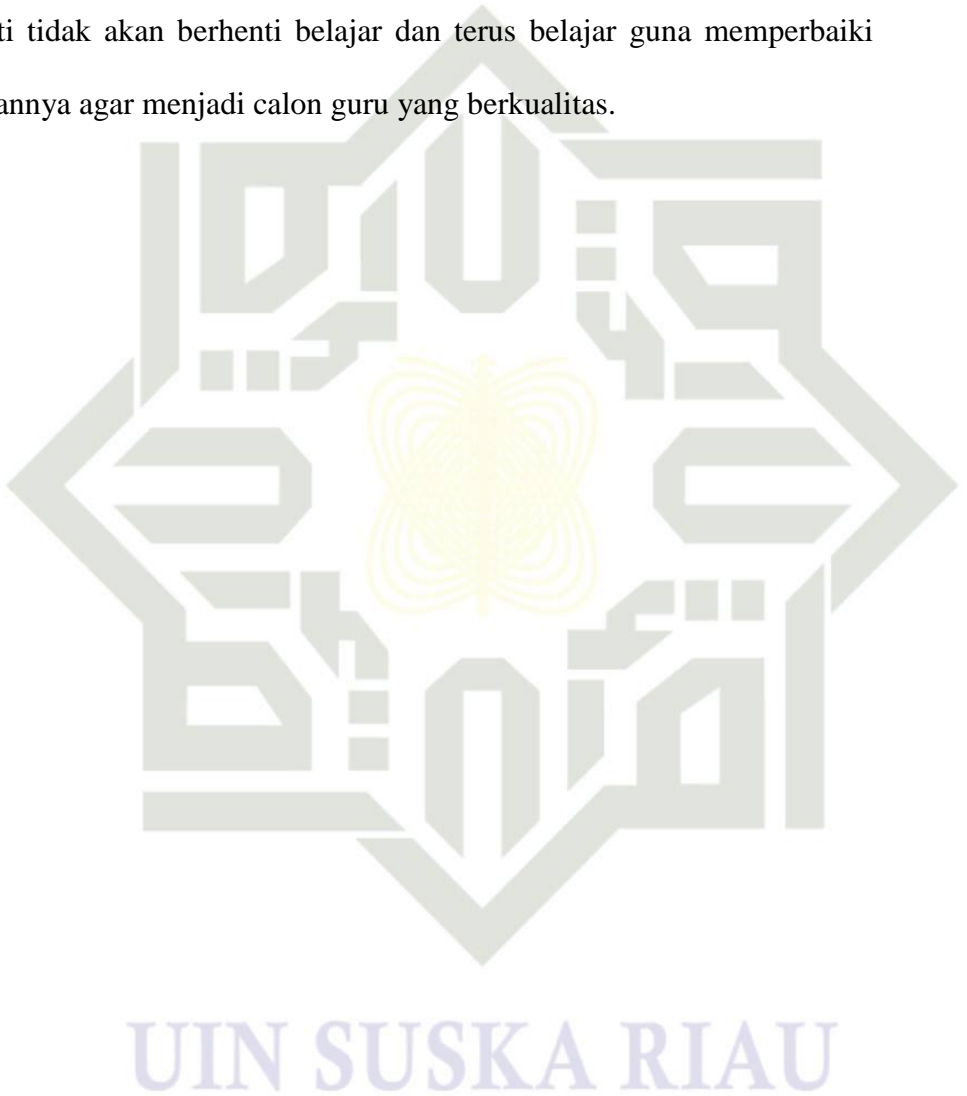 ti tidak akan berhenti belajar dan terus belajar guna memperbaiki
annya agar menjadi calon guru yang berkualitas.
UIN SUSKA RIAU